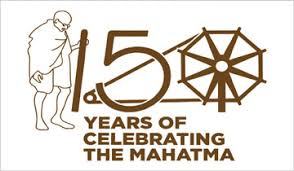 150
YEARS OF
CELEBRATING
THE MAHATMA